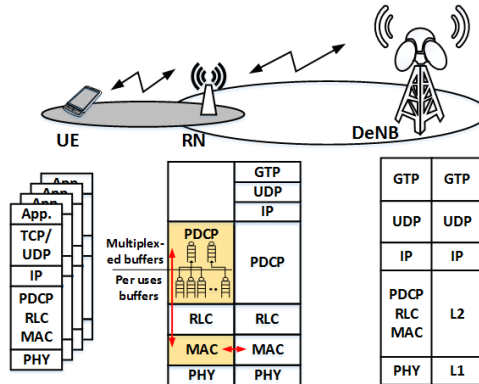 UE
RN
DeNB
App.
App.
App.
App.
TCP/
UDP
IP
PDCP
RLC
MAC
PHY
Multiplex-
ed buffers
Per uses
buffers
PDCP
RLC
MAC
PHY
GTP
UDP
IP
PDCP
RLC
MAC
PHY
GTP
GTP
UDP
UDP
IP
IP
PDCP
RLC
MAC
L2
PHY
L1